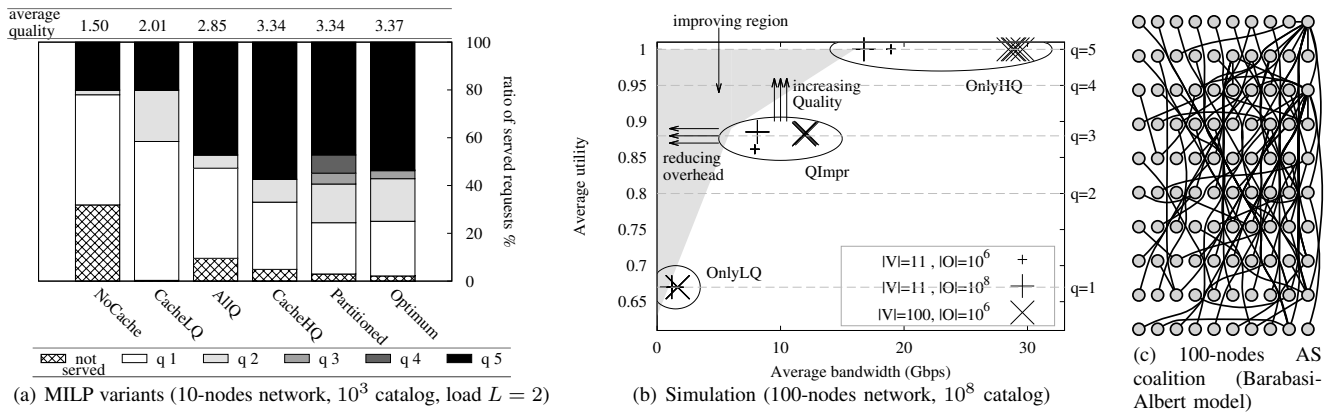 average quality 1.50 2.01 2.85 3.34 3.34 3.37
100
80
60
40
20
0
ratio of served requests %
NoCache
CacheLQ
AllQ
CacheHQ
Partitioned
Optimum
not served
q 1
q 2
q 3
q 4
q 5
(a) MILP variants (10-nodes network, 10^3 catalog, load L = 2)
improving region
1
0.95
0.9
0.85
0.8
0.75
0.7
0.65
Average utility
q=5
q=4
q=3
q=2
q=1
OnlyHQ
increasing
Quality
reducing
overhead
QImpr
OnlyLQ
|V|=11 , |O|=10^6
|V|=11 , |O|=10^8
|V|=100, |O|=10^6
0 10 20 30
Average bandwidth (Gbps)
(b) Simulation (100-nodes network, 10^8 catalog)
(c) 100-nodes AS
coalition (Barabasi-
Albert model)